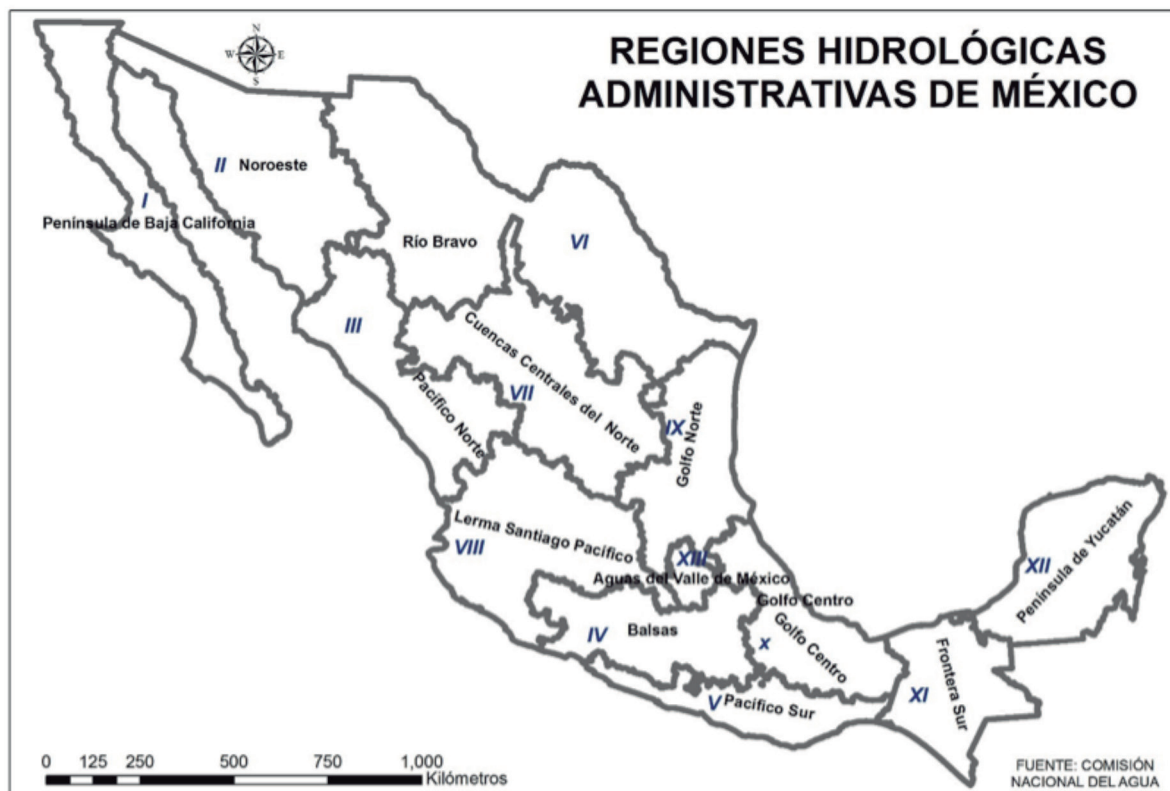 REGIONES HIDROLÓGICAS
ADMINISTRATIVAS DE MÉXICO
N
W
E
S
II
Noroeste
I
Península de Baja California
Río Bravo
VI
III
Pacífico Norte
Cuencas Centrales del Norte
VII
IX
Golfo Norte
Lerma Santiago Pacífico
VIII
XIII
Aguas del Valle de México
Golfo Centro
IV
Balsas
x
Golfo Centro
V
Pacífico Sur
XII
Península de Yucatán
XI
Frontera Sur
0 125 250 500 750 1,000
Kilómetros
FUENTE: COMISIÓN
NACIONAL DEL AGUA